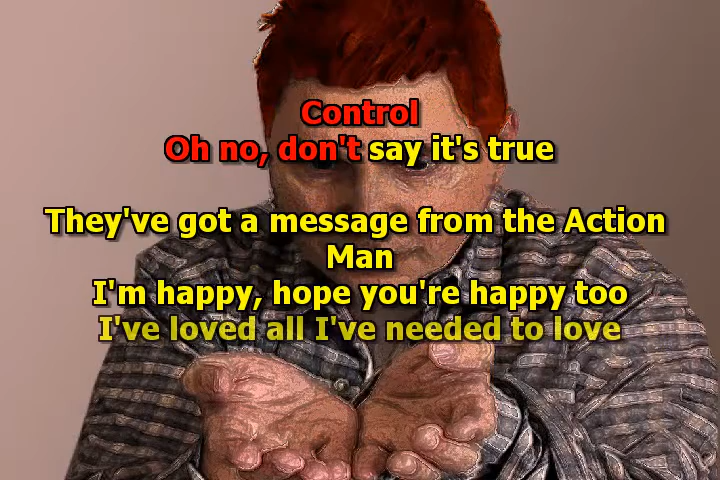 Control
Oh no, don't say it's true
They've got a message from the Action
Man
I'm happy, hope you're happy too
I've loved all I've needed to love